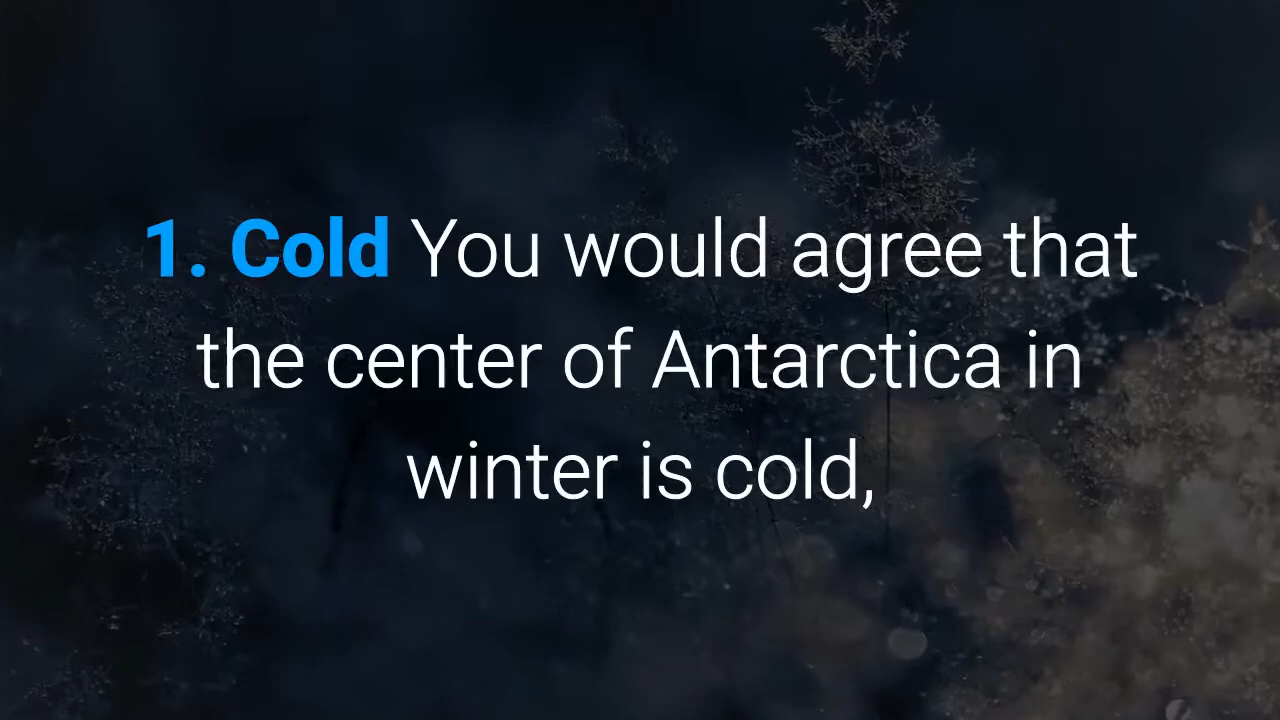 1. Cold You would agree that
the center of Antarctica in
winter is cold,